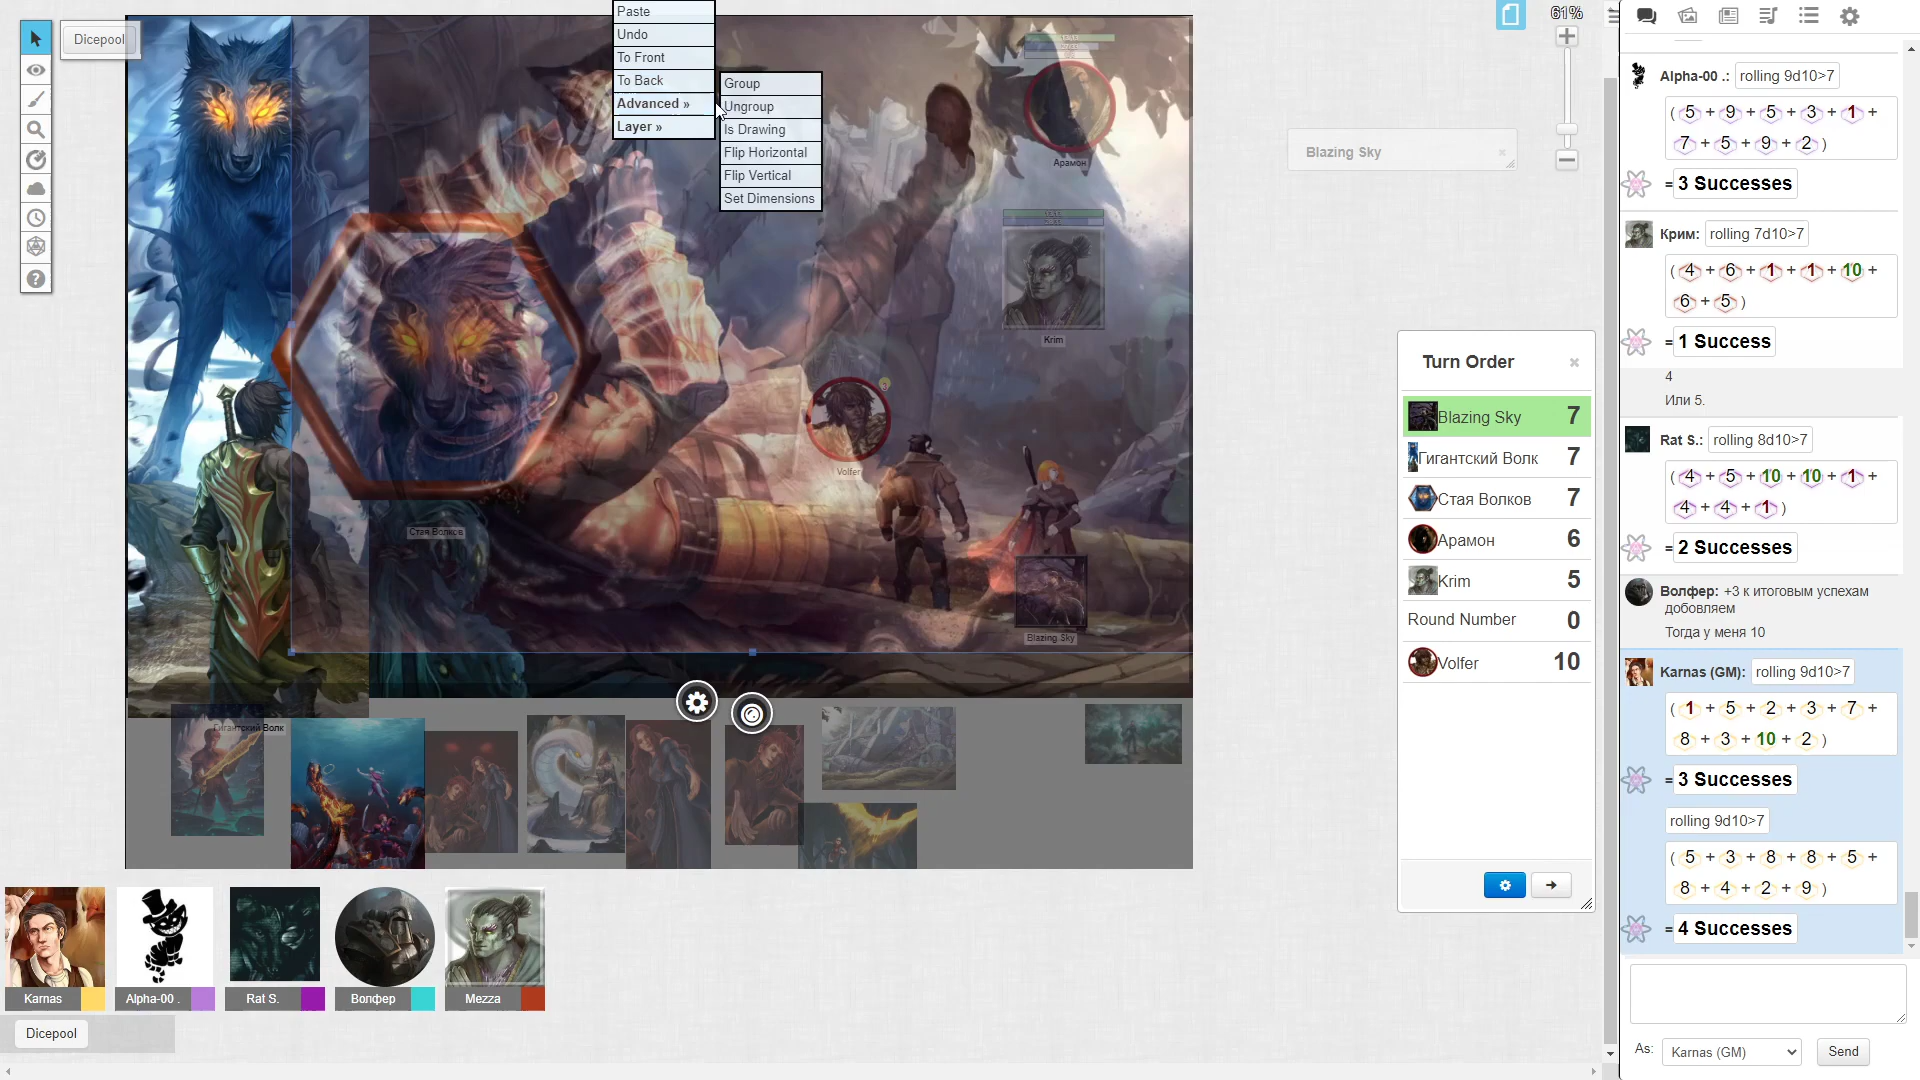 Dicepool
Paste
Undo
To Front
To Back
Advanced »
Layer »
Group
Ungroup
Is Drawing
Flip Horizontal
Flip Vertical
Set Dimensions
Арамон
Krim
Volfer
Стая Волков
Blazing Sky
Гигантский Волк
61%
Blazing Sky
Turn Order
Blazing Sky 7
Гигантский Волк 7
Стая Волков 7
Арамон 6
Krim 5
Round Number 0
Volfer 10
Karnas
Alpha-00 .
Rat S.
Волфер
Mezza
Dicepool
Alpha-00 .: rolling 9d10>7
(5+9+5+3+1+
7+5+9+2)
=3 Successes
Крим: rolling 7d10>7
(4+6+1+1+10+
6+5)
=1 Success
4
Или 5.
Rat S.: rolling 8d10>7
(4+5+10+10+1+
4+4+1)
=2 Successes
Волфер: +3 к итоговым успехам
добовляем
Тогда у меня 10
Karnas (GM): rolling 9d10>7
(1+5+2+3+7+
8+3+10+2)
=3 Successes
rolling 9d10>7
(5+3+8+8+5+
8+4+2+9)
=4 Successes
As: Karnas (GM) Send